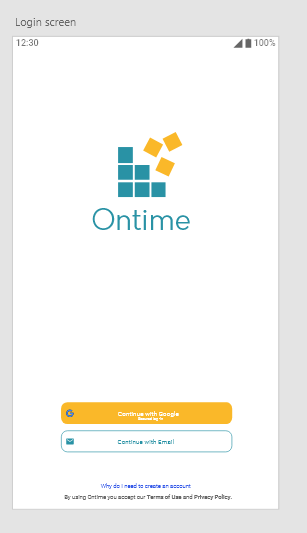 Login screen
12:30
100%
Ontime
Continue with Google
Continue with Email
Why do I need to create an account
By using Ontime you accept our Terms of Use and Privacy Policy.